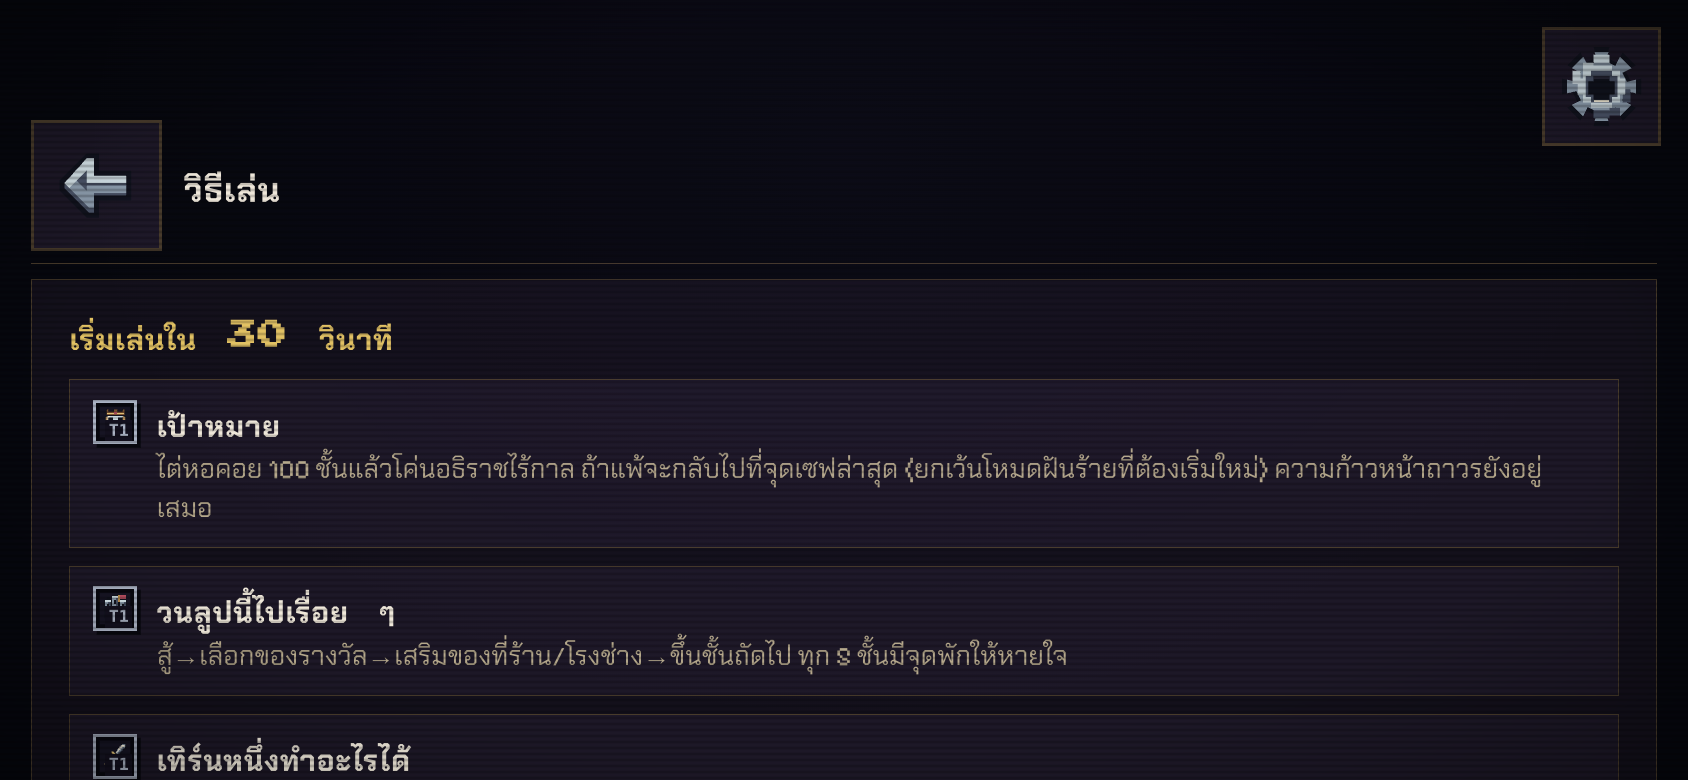 วิธีเล่น
เริ่มเล่นใน 30 วินาที
T1
เป้าหมาย
ไต่หอคอย 100 ชั้นแล้วโค่นอธิราชไร้กาล ถ้าแพ้จะกลับไปที่จุดเซฟล่าสุด (ยกเว้นโหมดฝันร้ายที่ต้องเริ่มใหม่) ความก้าวหน้าถาวรยังอยู่
เสมอ
T1
วนลูปนี้ไปเรื่อย ๆ
สู้→เลือกของรางวัล→เสริมของที่ร้าน/โรงช่าง→ขึ้นชั้นถัดไป ทุก ชั้นมีจุดพักให้หายใจ
T1
เทิร์นหนึ่งทำอะไรได้